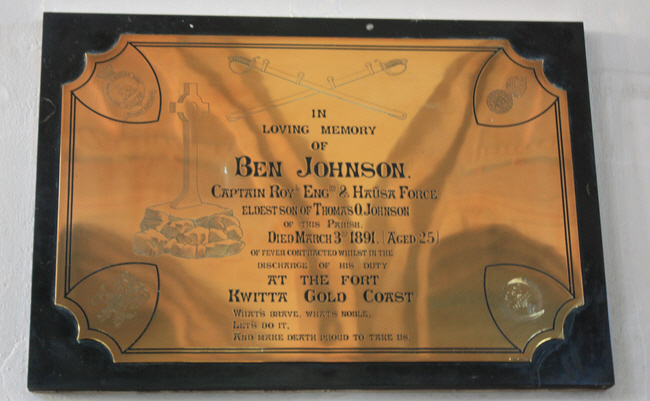 IN
LOVING MEMORY
OF
BEN JOHNSON.
CAPTAIN ROYL ENGRS & HAÜSA FORCE
ELDEST SON OF THOMAS O. JOHNSON
OF THIS PARISH.
DIED MARCH 3RD 1891. [AGED 25]
OF FEVER CONTRACTED WHILST IN THE
DISCHARGE OF HIS DUTY
AT THE FORT
KWITTA GOLD COAST
WHAT'S BRAVE, WHAT'S NOBLE,
LET'S DO IT,
AND MAKE DEATH PROUD TO TAKE US.